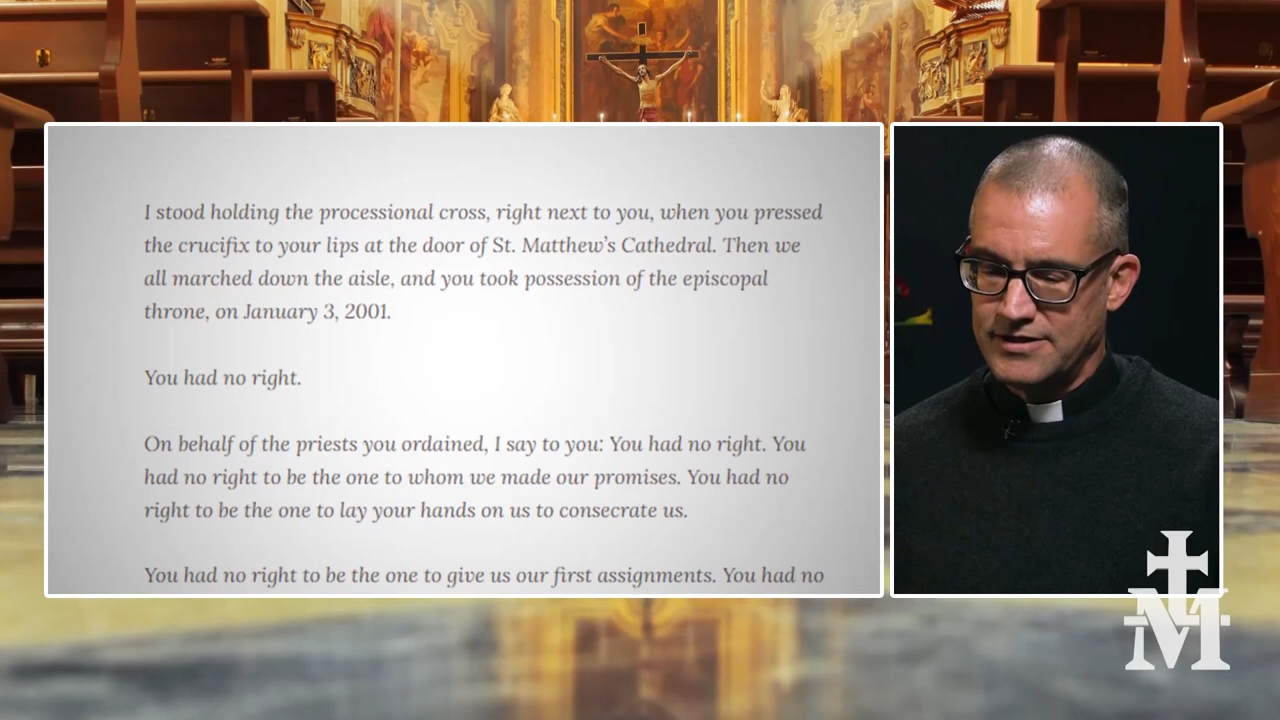 I stood holding the processional cross, right next to you, when you pressed
the crucifix to your lips at the door of St. Matthew’s Cathedral. Then we
all marched down the aisle, and you took possession of the episcopal
throne, on January 3, 2001.
You had no right.
On behalf of the priests you ordained, I say to you: You had no right. You
had no right to be the one to whom we made our promises. You had no
right to be the one to lay your hands on us to consecrate us.
You had no right to be the one to give us our first assignments. You had no
M